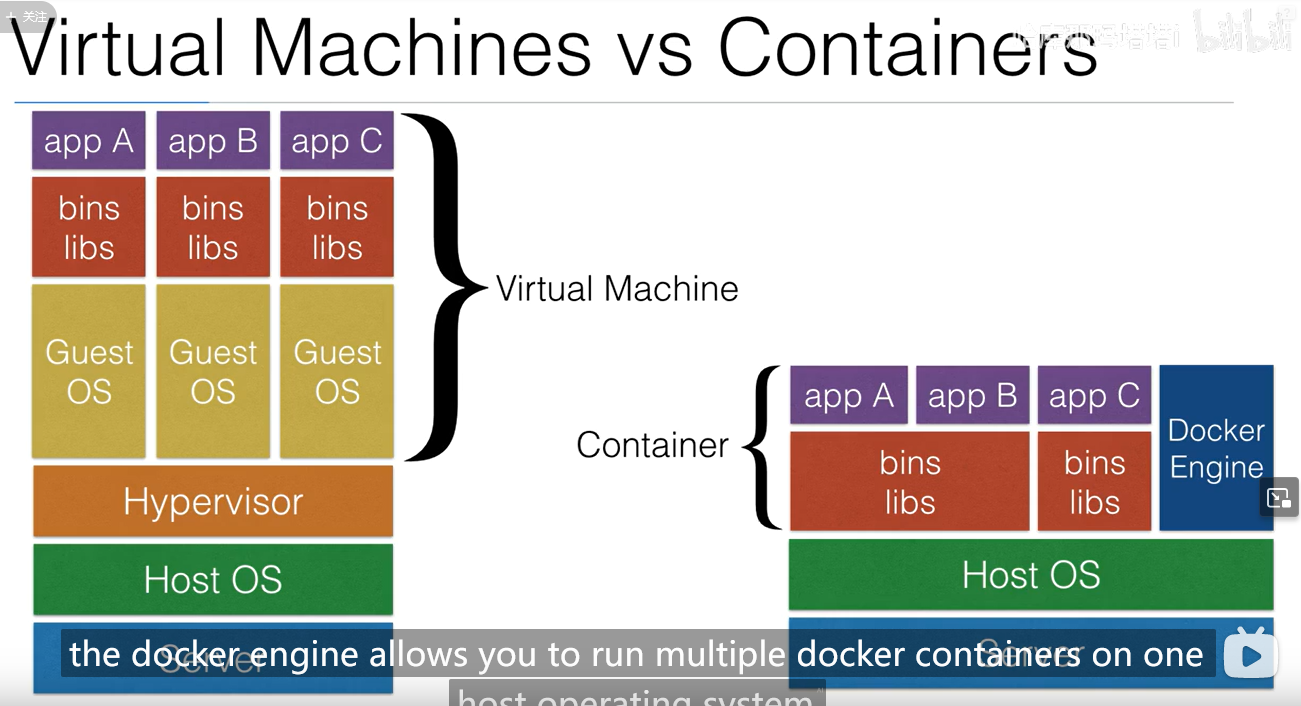 + 关注
Virtual Machines vs Containers
bilibili
app A
app B
app C
bins
libs
bins
libs
bins
libs
Guest
OS
Guest
OS
Guest
OS
Virtual Machine
Hypervisor
Host OS
Server
Container
app A
app B
app C
Docker
Engine
bins
libs
bins
libs
Host OS
Server
the docker engine allows you to run multiple docker containers on one
host operating system